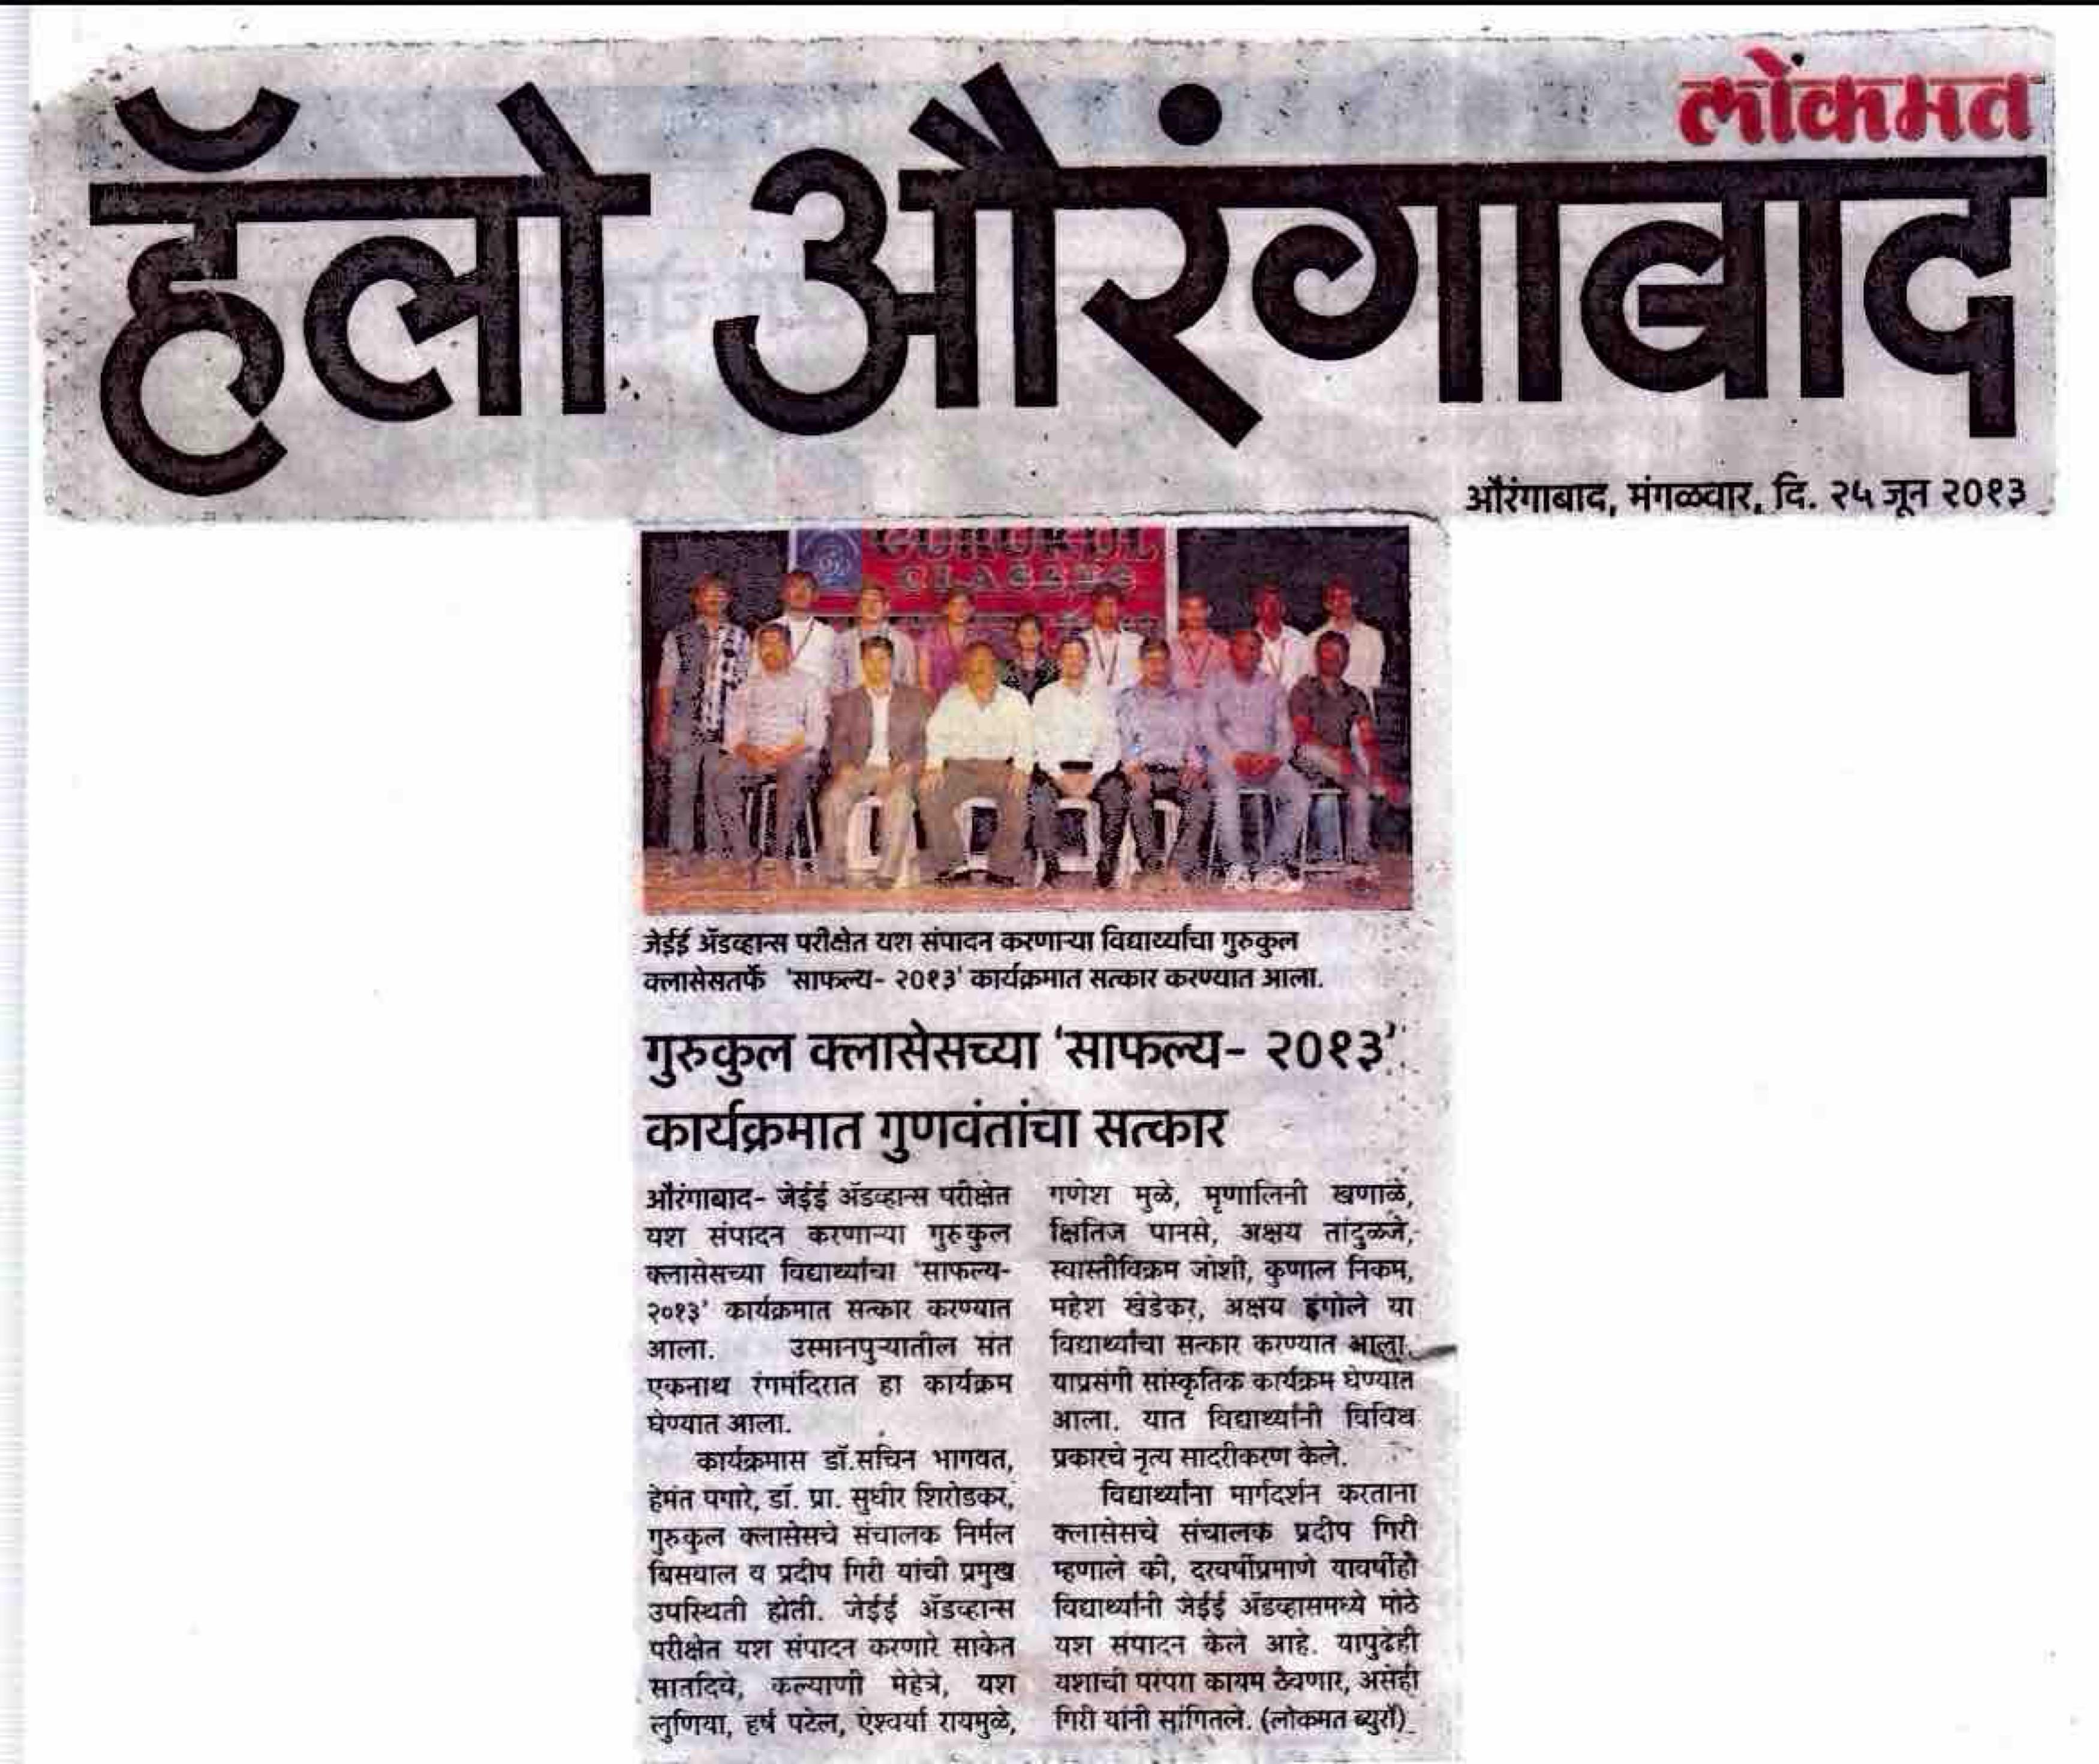 लोकमत
हॅलो औरंगाबाद
औरंगाबाद, मंगळवार, दि. २५ जून २०१३
GURUKUL
CLASSES
जेईई ॲडव्हान्स परीक्षेत यश संपादन करणाऱ्या विद्यार्थ्यांचा गुरुकुल
क्लासेसतर्फे 'साफल्य- २०१३' कार्यक्रमात सत्कार करण्यात आला.
गुरुकुल क्लासेसच्या 'साफल्य- २०१३'
कार्यक्रमात गुणवंतांचा सत्कार
औरंगाबाद- जेईई ॲडव्हान्स परीक्षेत
यश संपादन करणाऱ्या गुरुकुल
क्लासेसच्या विद्यार्थ्यांचा 'साफल्य-
२०१३' कार्यक्रमात सत्कार करण्यात
आला. उस्मानपुऱ्यातील संत
एकनाथ रंगमंदिरात हा कार्यक्रम
घेण्यात आला.
कार्यक्रमास डॉ.सचिन भागवत,
हेमंत पगारे, डॉ. प्रा. सुधीर शिरोडकर,
गुरुकुल क्लासेसचे संचालक निर्मल
बिसवाल व प्रदीप गिरी यांची प्रमुख
उपस्थिती होती. जेईई ॲडव्हान्स
परीक्षेत यश संपादन करणारे साकेत
सातदिवे, कल्याणी मेहेत्रे, यश
लुणिया, हर्ष पटेल, ऐश्वर्या रायमुळे,
गणेश मुळे, मृणालिनी खणाळे,
क्षितिज पानसे, अक्षय तांदुळजे,
स्वास्तीविक्रम जोशी, कुणाल निकम,
महेश खेडेकर, अक्षय इंगोले या
विद्यार्थ्यांचा सत्कार करण्यात आला.
याप्रसंगी सांस्कृतिक कार्यक्रम घेण्यात
आला. यात विद्यार्थ्यांनी विविध
प्रकारचे नृत्य सादरीकरण केले.
विद्यार्थ्यांना मार्गदर्शन करताना
क्लासेसचे संचालक प्रदीप गिरी
म्हणाले की, दरवर्षीप्रमाणे यावर्षीही
विद्यार्थ्यांनी जेईई ॲडव्हासमध्ये मोठे
यश संपादन केले आहे. यापुढेही
यशाची परंपरा कायम ठेवणार, असेही
गिरी यांनी सांगितले. (लोकमत ब्युरो)